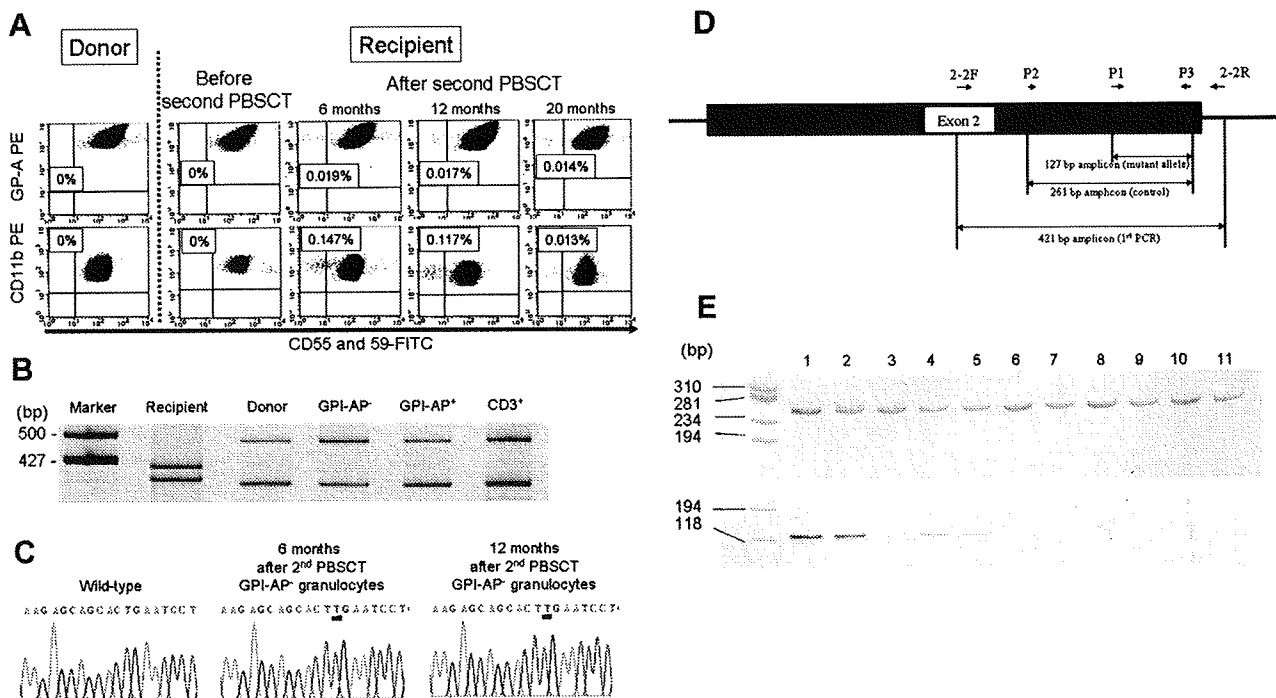 A
Donor
Recipient
Before
second PBSCT
After second PBSCT
6 months
12 months
20 months
GP-A PE
0%
0%
0.019%
0.017%
0.014%
CD11b PE
0%
0%
0.147%
0.117%
0.013%
CD55 and 59-FITC
B
(bp)
Marker
Recipient
Donor
GPI-AP-
GPI-AP+
CD3+
500
427
C
Wild-type
6 months
after 2nd PBSCT
GPI-AP- granulocytes
12 months
after 2nd PBSCT
GPI-AP- granulocytes
AAGAGCAGCACTGAATCCT
AAGAGCAGCACTTGAATCCT
AAGAGCAGCACTTGAATCCT
D
2-2F
P2
P1
P3
2-2R
Exon 2
127 bp amplicon (mutant allele)
261 bp amplicon (control)
421 bp amplicon (1st PCR)
E
(bp)
1 2 3 4 5 6 7 8 9 10 11
310
281
234
194
194
118